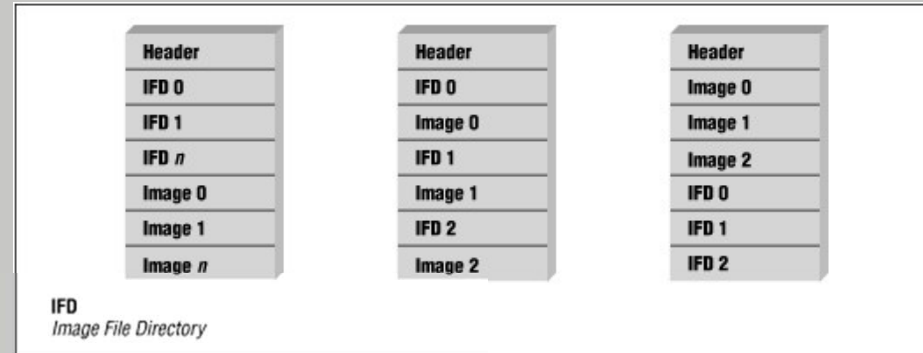 Header
IFD 0
IFD 1
IFD n
Image 0
Image 1
Image n
Header
IFD 0
Image 0
IFD 1
Image 1
IFD 2
Image 2
Header
Image 0
Image 1
Image 2
IFD 0
IFD 1
IFD 2
IFD
Image File Directory